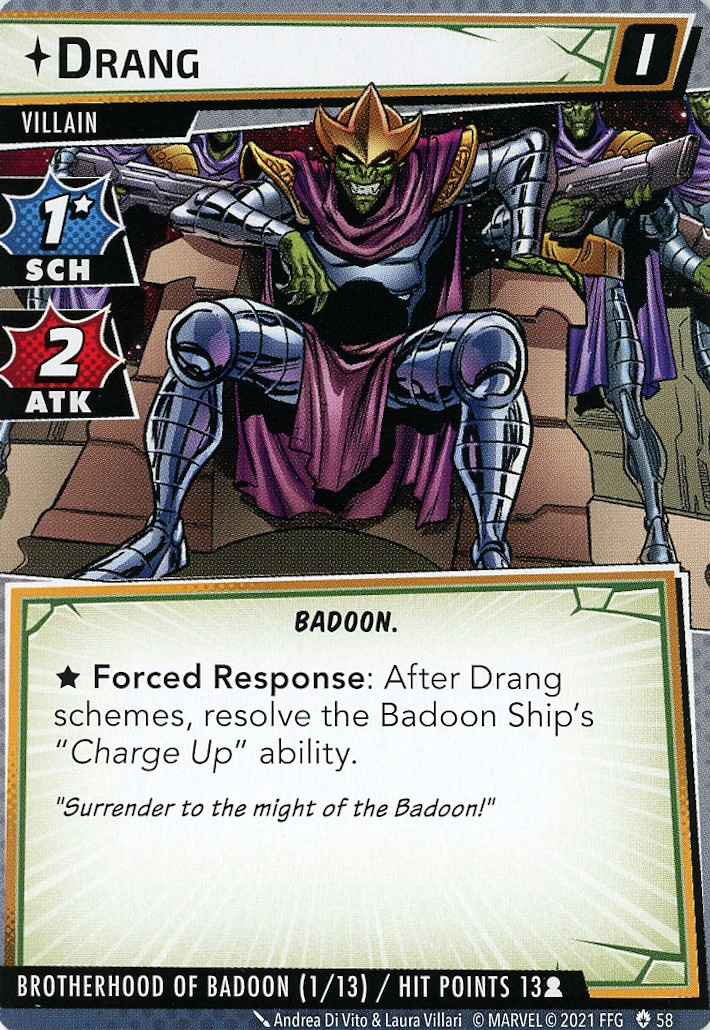 DRANG
I
VILLAIN
1★
SCH
2
ATK
BADOON.
★ Forced Response: After Drang
schemes, resolve the Badoon Ship's
"Charge Up" ability.
"Surrender to the might of the Badoon!"
BROTHERHOOD OF BADOON (1/13) / HIT POINTS 13
Andrea Di Vito & Laura Villari © MARVEL © 2021 FFG 58